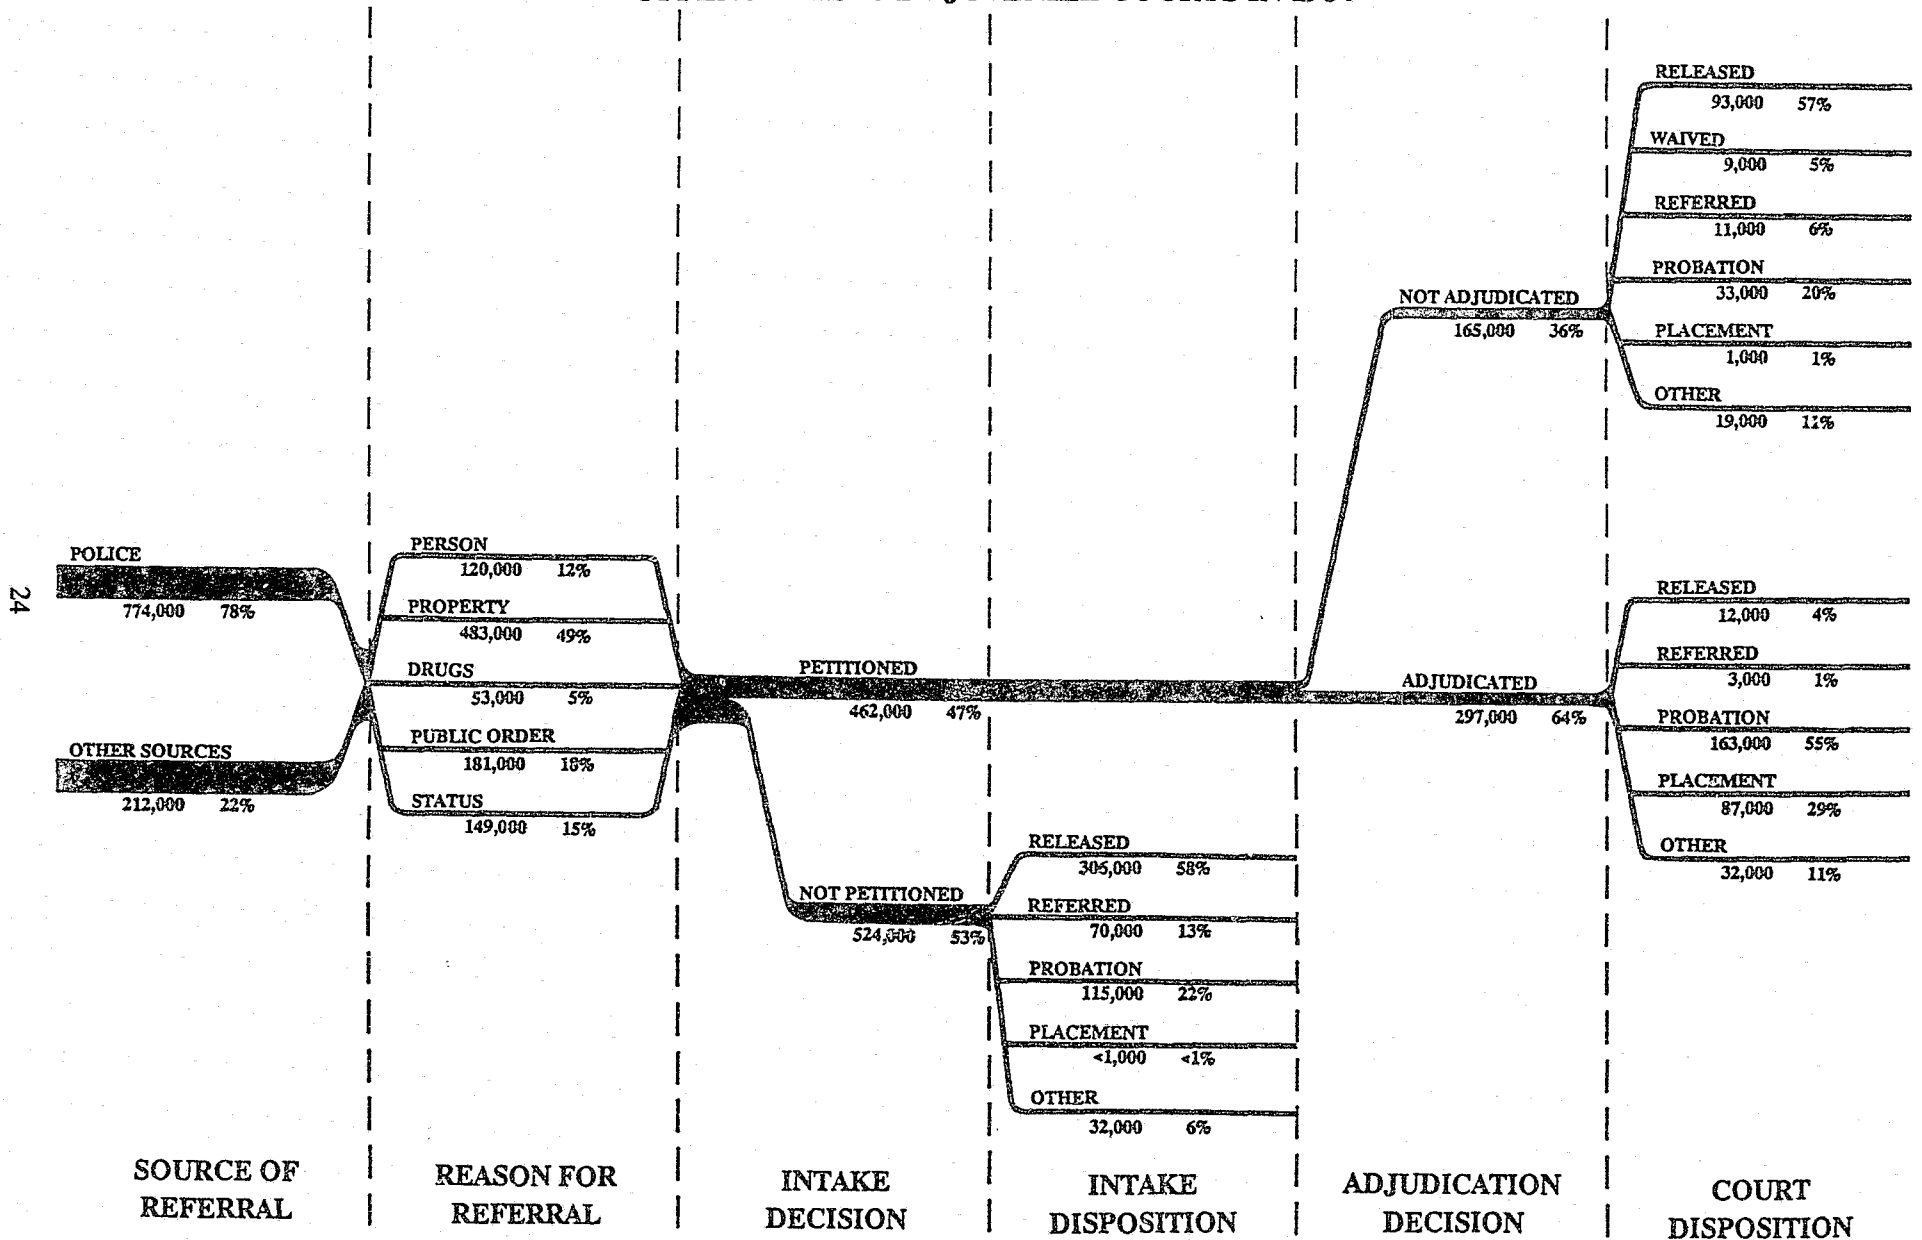 RELEASED
93,000 57%
WAIVED
9,000 5%
REFERRED
11,000 6%
PROBATION
33,000 20%
NOT ADJUDICATED
165,000 36%
PLACEMENT
1,000 1%
OTHER
19,000 11%
24
POLICE
774,000 78%
OTHER SOURCES
212,000 22%
PERSON
120,000 12%
PROPERTY
483,000 49%
DRUGS
53,000 5%
PUBLIC ORDER
181,000 18%
STATUS
149,000 15%
PETITIONED
462,000 47%
NOT PETITIONED
524,000 53%
RELEASED
305,000 58%
REFERRED
70,000 13%
PROBATION
115,000 22%
PLACEMENT
<1,000 <1%
OTHER
32,000 6%
ADJUDICATED
297,000 64%
RELEASED
12,000 4%
REFERRED
3,000 1%
PROBATION
163,000 55%
PLACEMENT
87,000 29%
OTHER
32,000 11%
SOURCE OF
REFERRAL
REASON FOR
REFERRAL
INTAKE
DECISION
INTAKE
DISPOSITION
ADJUDICATION
DECISION
COURT
DISPOSITION